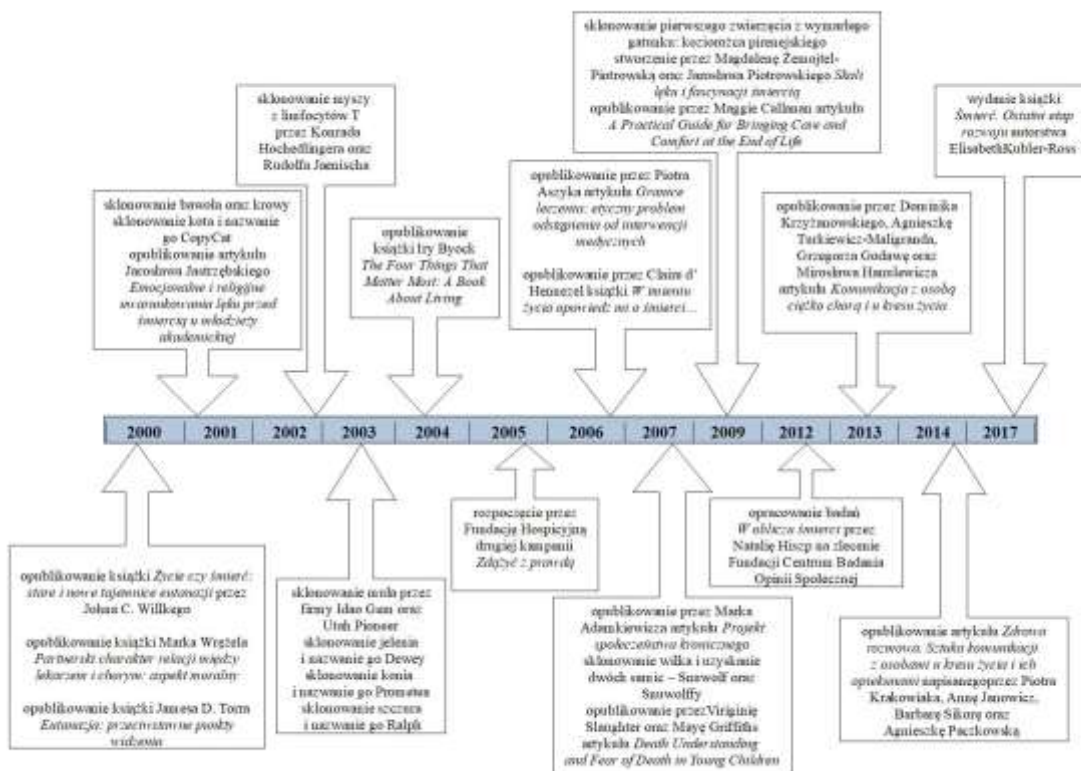 sklonowanie pierwszego zwierzęcia z wymarłego
gatunku: koziorożca pirenejskiego
stworzenie przez Magdalenę Żemojtel-
Piotrowską oraz Jarosława Piotrowskiego Skali
lęku i fascynacji śmiercią
opublikowanie przez Maggie Callanan artykułu
A Practical Guide for Bringing Care and
Comfort at the End of Life
sklonowanie myszy
z limfocytów T
przez Konrada
Hochedlingera oraz
Rudolfa Jaenischa
wydanie książki
Śmierć. Ostatni etap
rozwoju autorstwa
ElisabethKubler-Ross
sklonowanie bawoła oraz krowy
sklonowanie kota i nazwanie
go CopyCat
opublikowanie artykułu
Jarosława Jastrzębskiego
Emocjonalne i religijne
uwarunkowania lęku przed
śmiercią u młodzieży
akademickiej
opublikowanie
książki Iry Byock
The Four Things That
Matter Most: A Book
About Living
opublikowanie przez Piotra
Aszyka artykułu Granice
leczenia: etyczny problem
odstąpienia od interwencji
medycznych
opublikowanie przez Claire d'
Hennezel książki W imieniu
życia opowiedz mi o śmierci...
opublikowanie przez Dominika
Krzyżanowskiego, Agnieszkę
Turkiewicz-Maligranda,
Grzegorza Godawę oraz
Mirosława
artykułu Komunikacja z osobą
ciężko chorą i u kresu życia
2000 2001 2002 2003 2004 2005 2006 2007 2009 2012 2013 2014 2017
opublikowanie książki Życie czy śmierć:
stare i nowe tajemnice eutanazji przez
Johna C. Willkego
opublikowanie książki Marka Wrężela
Partnerski charakter relacji między
lekarzem i chorym: aspekt moralny
opublikowanie książki Jamesa D. Torra
Eutanazja: przeciwstawne punkty
widzenia
sklonowanie muła przez
firmy Idao Gam oraz
Utah Pioneer
sklonowanie jelenia
i nazwanie go Dewey
sklonowanie konia
i nazwanie go Prometea
sklonowanie szczura
i nazwanie go Ralph
rozpoczęcie przez
Fundację Hospicyjną
drugiej kampanii
Zdążyć z prawdą
opublikowanie przez Marka
Adamkiewicza artykułu Projekt
społeczeństwa kronicznego
sklonowanie wilka i uzyskanie
dwóch samic – Snuwolf oraz
Snuwolffy
opublikowanie przezViriginię
Slaughter oraz Mayę Griffiths
artykułu Death Understanding
and Fear of Death in Young Children
opracowanie badań
W obliczu śmierci przez
Natalię Hiszp na zlecenie
Fundacji Centrum Badania
Opinii Społecznej
opublikowanie artykułu Zdrowa
rozmowa. Sztuka komunikacji
z osobami u kresu życia i ich
opiekunami napisanegoprzez Piotra
Krakowiaka, Annę Janowicz,
Barbarę Sikorę oraz
Agnieszkę Paczkowską